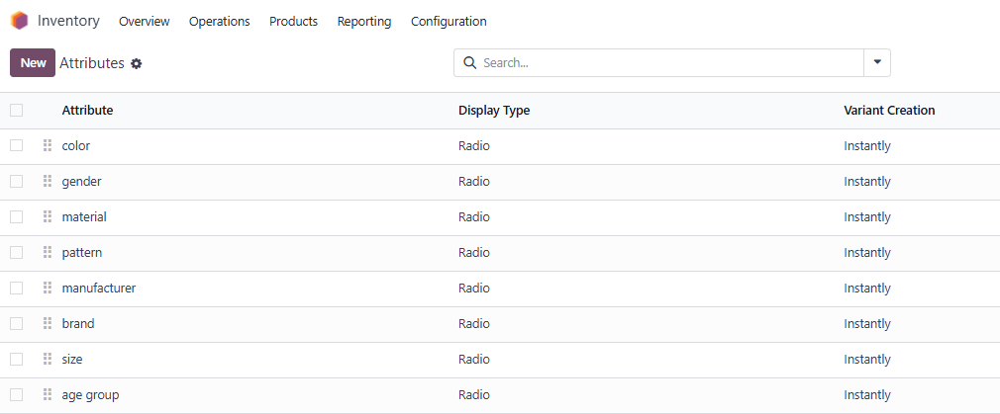 Inventory Overview Operations Products Reporting Configuration
New Attributes Search...
Attribute Display Type Variant Creation
color Radio Instantly
gender Radio Instantly
material Radio Instantly
pattern Radio Instantly
manufacturer Radio Instantly
brand Radio Instantly
size Radio Instantly
age group Radio Instantly